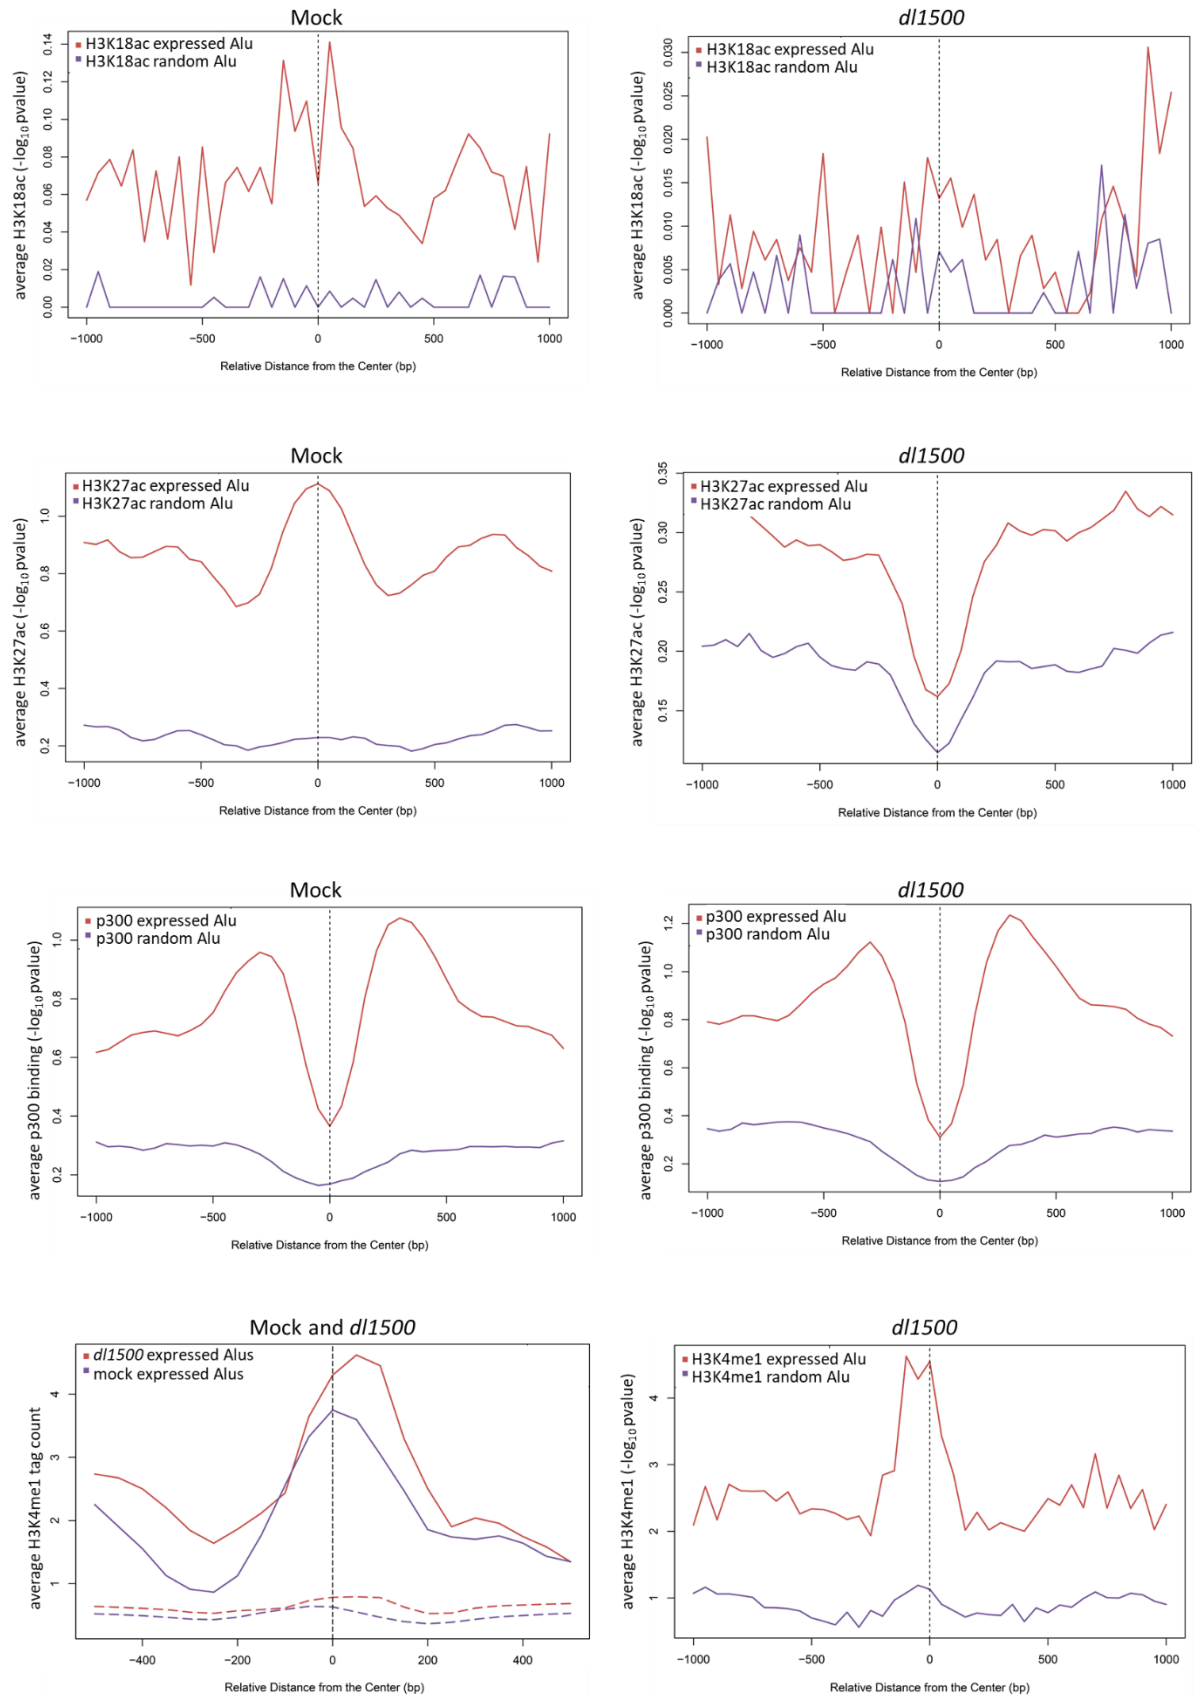 Mock
H3K18ac expressed Alu
H3K18ac random Alu
average H3K18ac (-log10 pvalue)
0.14
0.12
0.10
0.08
0.06
0.04
0.02
0.00
−1000 −500 0 500 1000
Relative Distance from the Center (bp)
dl1500
H3K18ac expressed Alu
H3K18ac random Alu
average H3K18ac (-log10 pvalue)
0.030
0.025
0.020
0.015
0.010
0.005
0.000
−1000 −500 0 500 1000
Relative Distance from the Center (bp)
Mock
H3K27ac expressed Alu
H3K27ac random Alu
average H3K27ac (-log10 pvalue)
1.0
0.8
0.6
0.4
0.2
−1000 −500 0 500 1000
Relative Distance from the Center (bp)
dl1500
H3K27ac expressed Alu
H3K27ac random Alu
average H3K27ac (-log10 pvalue)
0.35
0.30
0.25
0.20
0.15
−1000 −500 0 500 1000
Relative Distance from the Center (bp)
Mock
p300 expressed Alu
p300 random Alu
average p300 binding (-log10 pvalue)
1.0
0.8
0.6
0.4
0.2
−1000 −500 0 500 1000
Relative Distance from the Center (bp)
dl1500
p300 expressed Alu
p300 random Alu
average p300 binding (-log10 pvalue)
1.2
1.0
0.8
0.6
0.4
0.2
−1000 −500 0 500 1000
Relative Distance from the Center (bp)
Mock and dl1500
dl1500 expressed Alus
mock expressed Alus
average H3K4me1 tag count
4
3
2
1
−400 −200 0 200 400
Relative Distance from the Center (bp)
dl1500
H3K4me1 expressed Alu
H3K4me1 random Alu
average H3K4me1 (-log10 pvalue)
4
3
2
1
−1000 −500 0 500 1000
Relative Distance from the Center (bp)